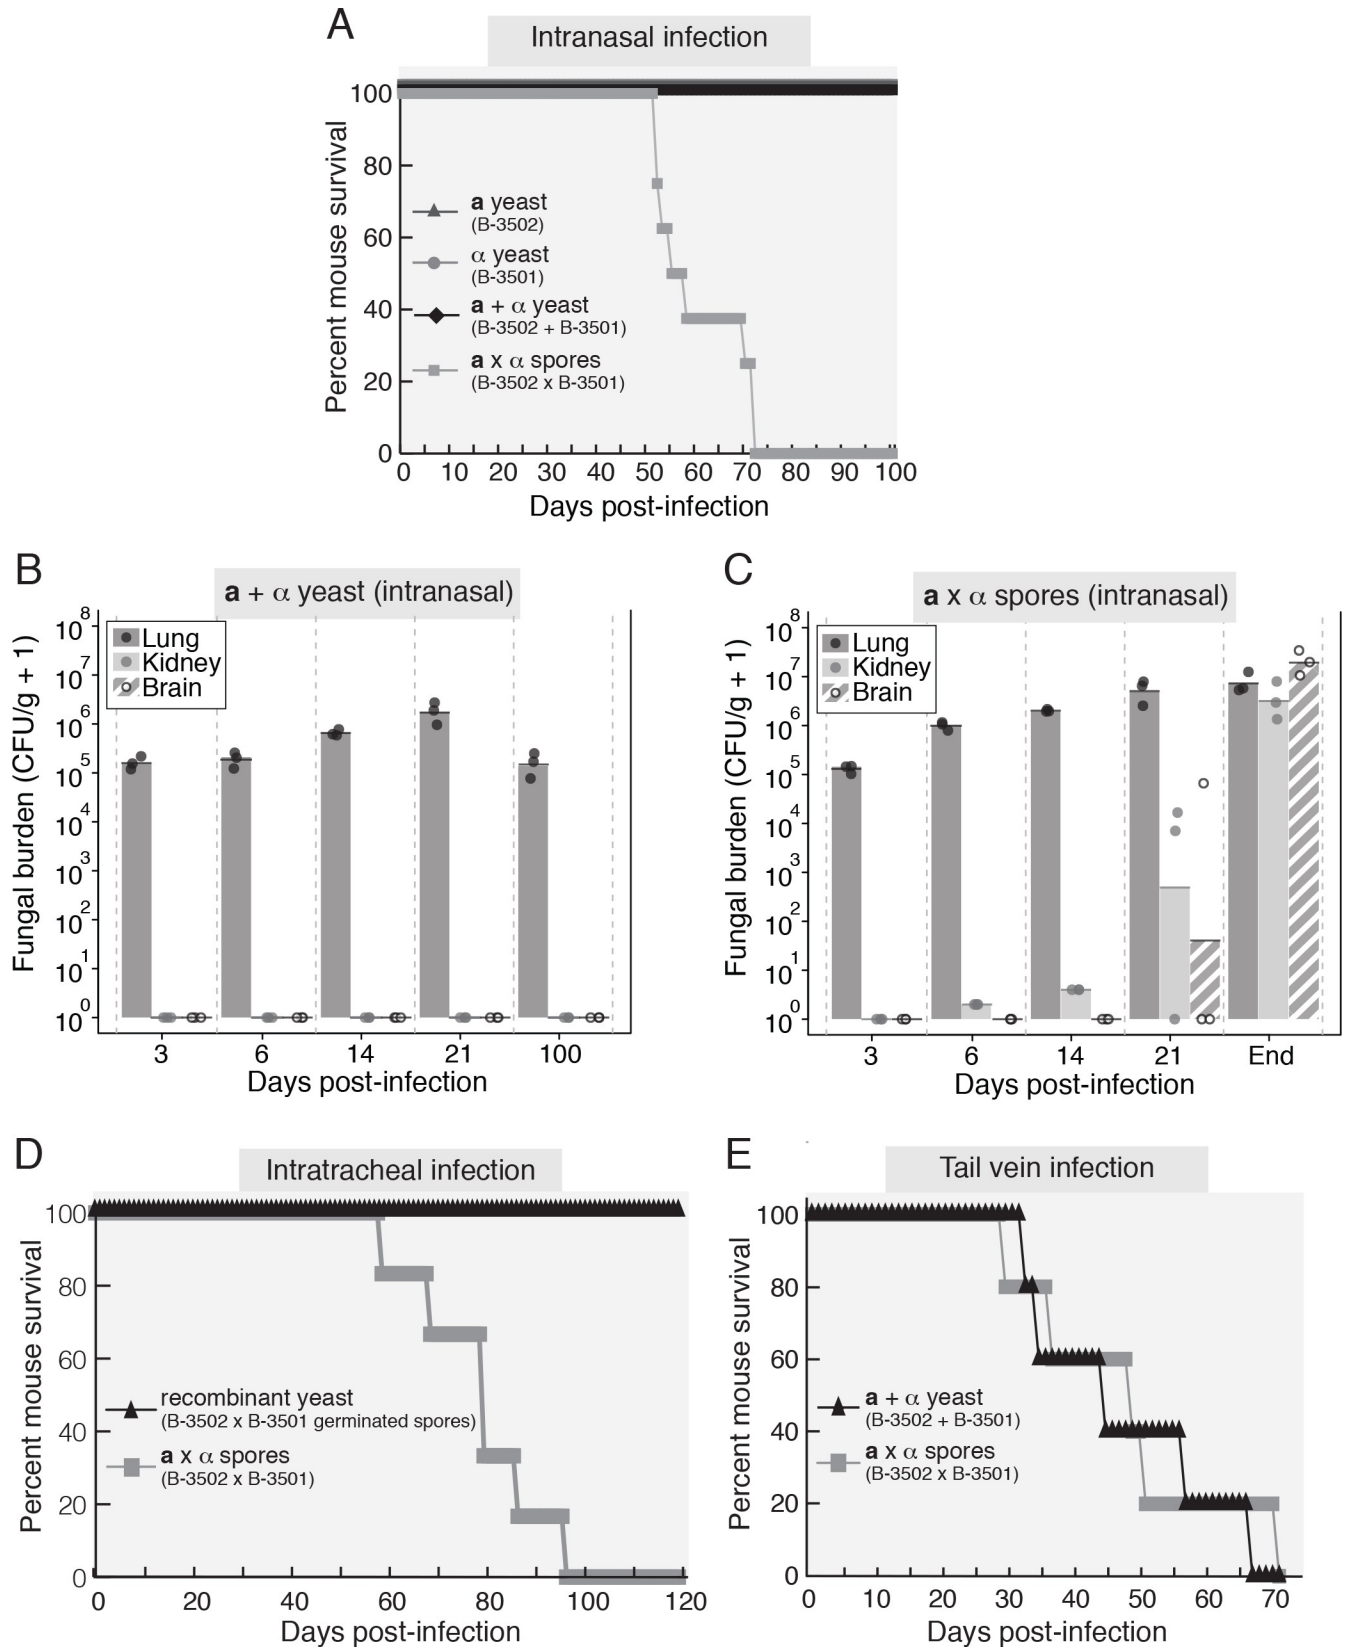 A
Intranasal infection
Percent mouse survival
100
80
60
40
20
0
a yeast
(B-3502)
α yeast
(B-3501)
a + α yeast
(B-3502 + B-3501)
a x α spores
(B-3502 x B-3501)
0 10 20 30 40 50 60 70 80 90 100
Days post-infection
B
a + α yeast (intranasal)
Fungal burden (CFU/g + 1)
10^8
10^7
10^6
10^5
10^4
10^3
10^2
10^1
10^0
Lung
Kidney
Brain
3 6 14 21 100
Days post-infection
C
a x α spores (intranasal)
Fungal burden (CFU/g + 1)
10^8
10^7
10^6
10^5
10^4
10^3
10^2
10^1
10^0
Lung
Kidney
Brain
3 6 14 21 End
Days post-infection
D
Intratracheal infection
Percent mouse survival
100
80
60
40
20
0
recombinant yeast
(B-3502 x B-3501 germinated spores)
a x α spores
(B-3502 x B-3501)
0 20 40 60 80 100 120
Days post-infection
E
Tail vein infection
Percent mouse survival
100
80
60
40
20
0
a + α yeast
(B-3502 + B-3501)
a x α spores
(B-3502 x B-3501)
0 10 20 30 40 50 60 70
Days post-infection